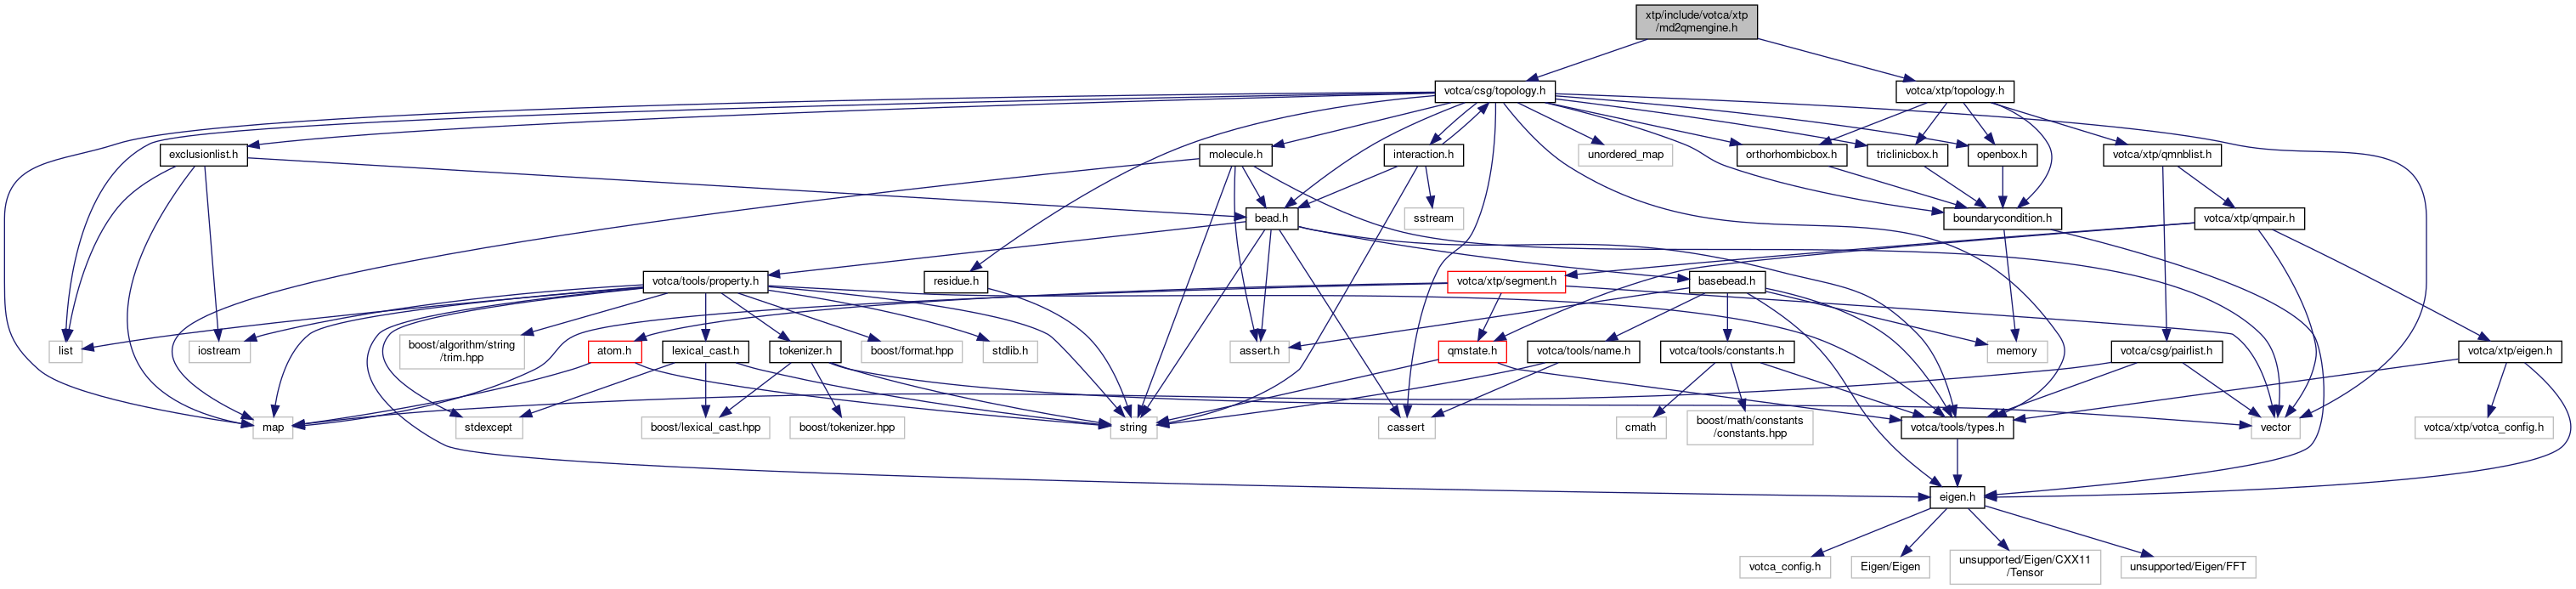 xtp/include/votca/xtp
/md2qmengine.h
votca/csg/topology.h
votca/xtp/topology.h
exclusionlist.h
molecule.h
interaction.h
unordered_map
orthorhombicbox.h
triclinicbox.h
openbox.h
votca/xtp/qmnblist.h
bead.h
sstream
boundarycondition.h
votca/xtp/qmpair.h
votca/tools/property.h
residue.h
votca/xtp/segment.h
basebead.h
list
iostream
boost/algorithm/string
/trim.hpp
atom.h
lexical_cast.h
tokenizer.h
boost/format.hpp
stdlib.h
assert.h
qmstate.h
votca/tools/name.h
votca/tools/constants.h
memory
votca/csg/pairlist.h
votca/xtp/eigen.h
map
stdexcept
boost/lexical_cast.hpp
boost/tokenizer.hpp
string
cassert
cmath
boost/math/constants
/constants.hpp
votca/tools/types.h
vector
votca/xtp/votca_config.h
eigen.h
votca_config.h
Eigen/Eigen
unsupported/Eigen/CXX11
/Tensor
unsupported/Eigen/FFT